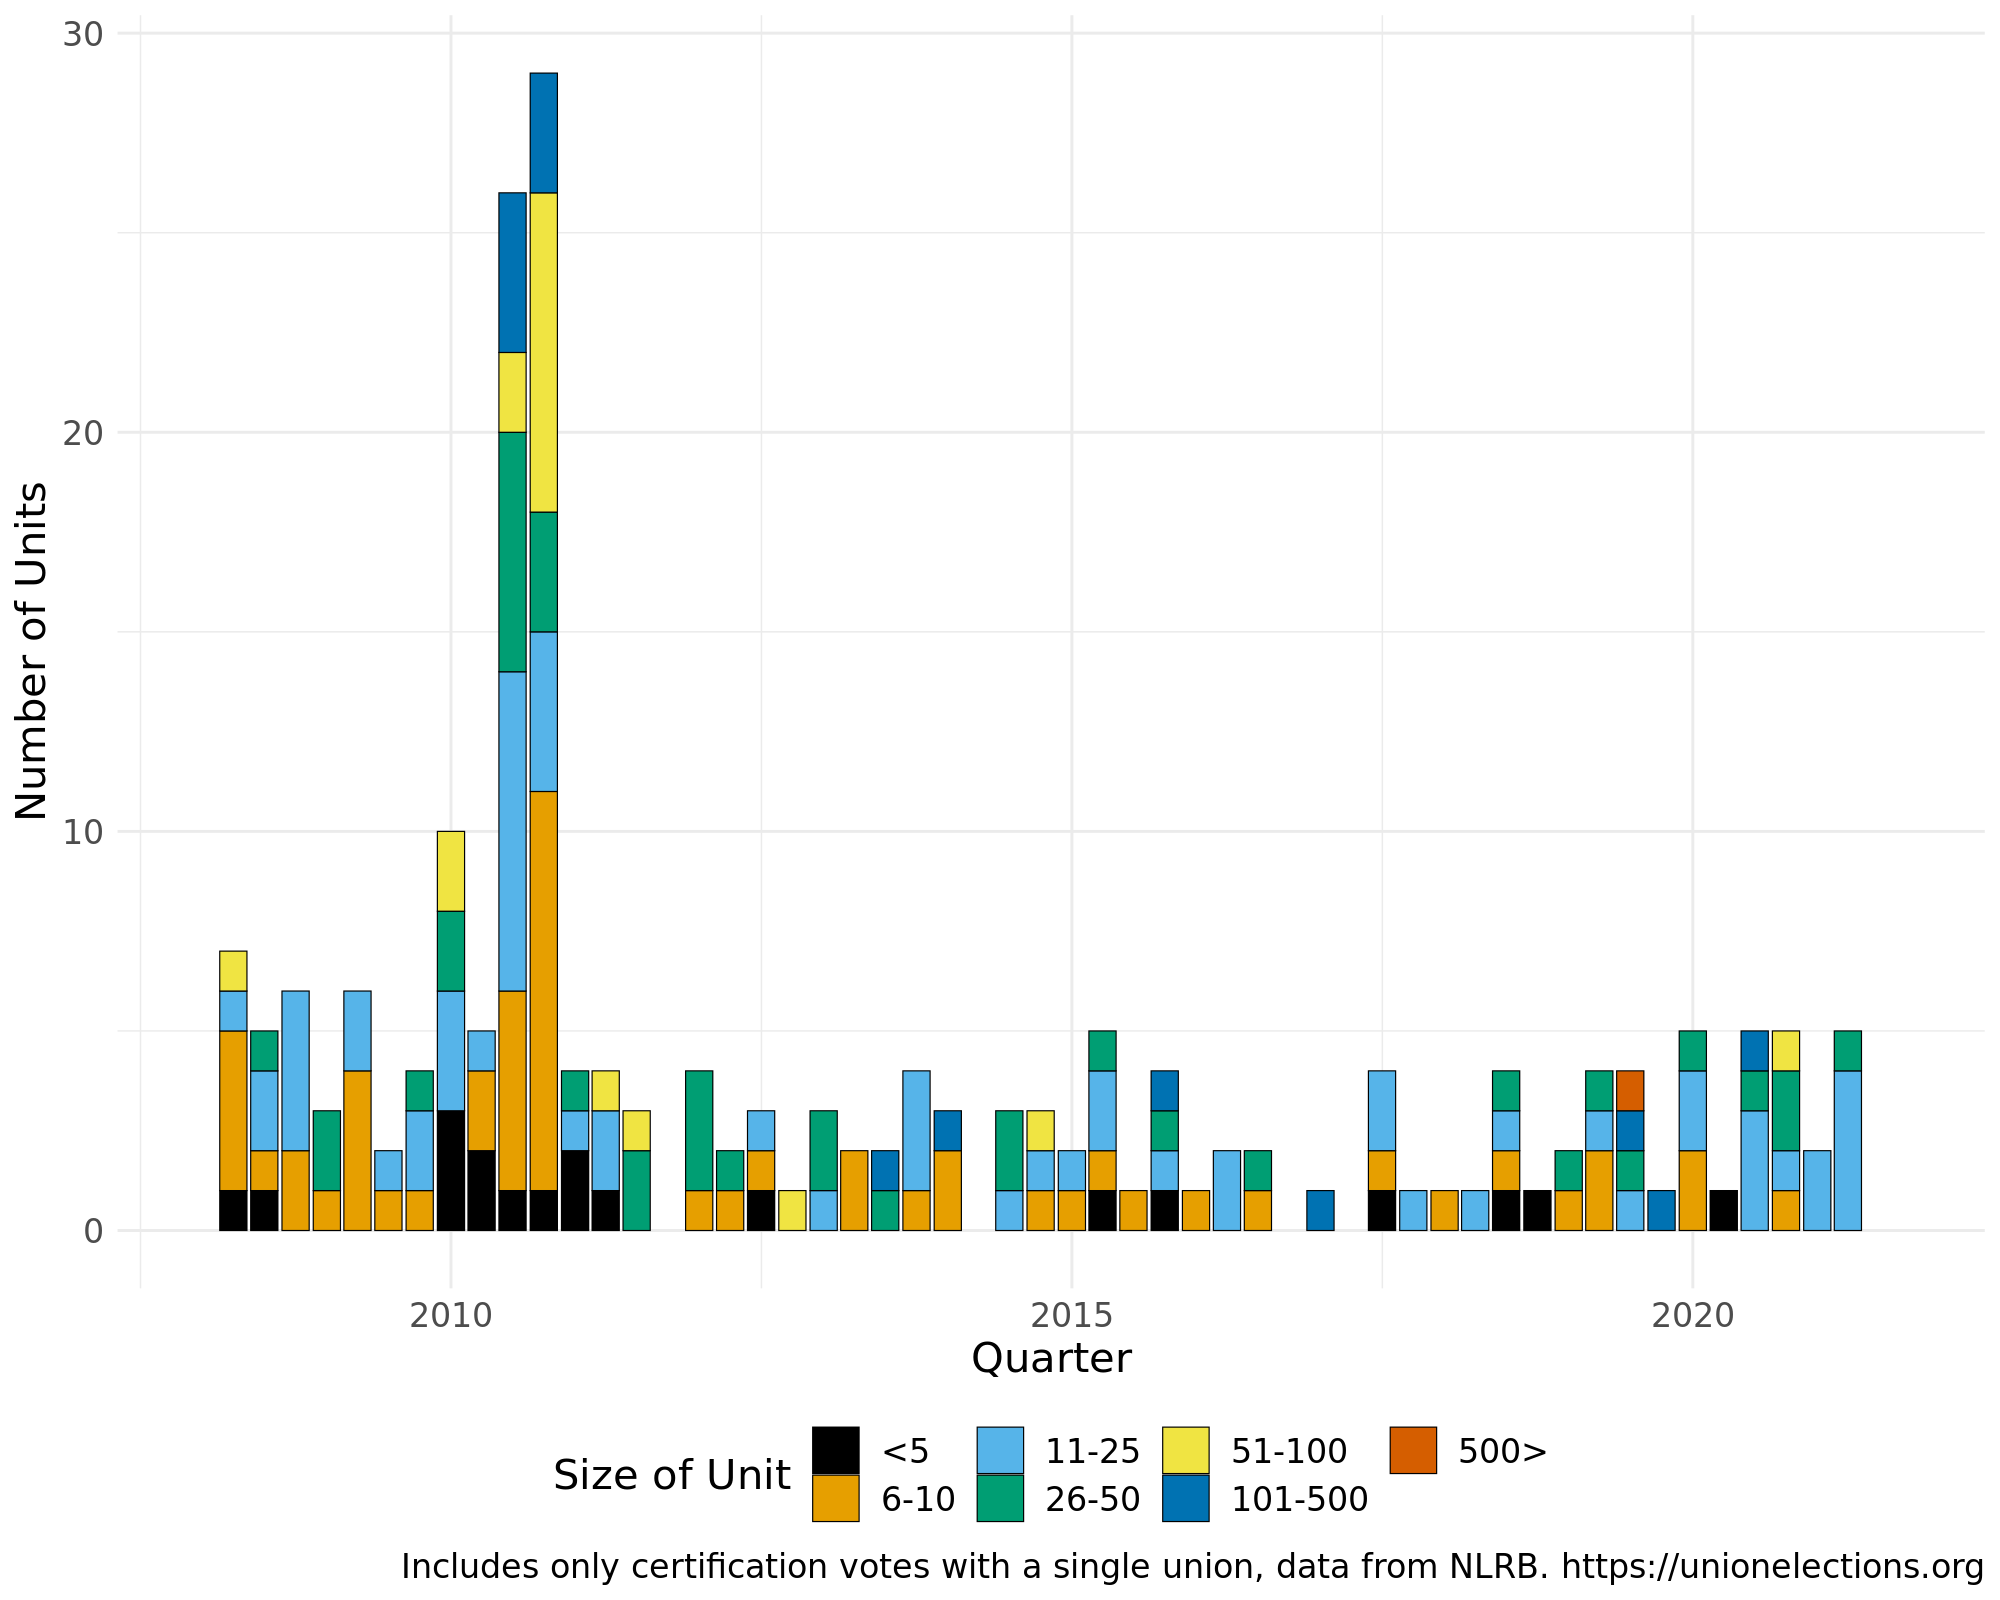 30
20
10
0
Number of Units
2010 2015 2020
Quarter
Size of Unit
<5 11-25 51-100 500>
6-10 26-50 101-500
Includes only certification votes with a single union, data from NLRB. https://unionelections.org